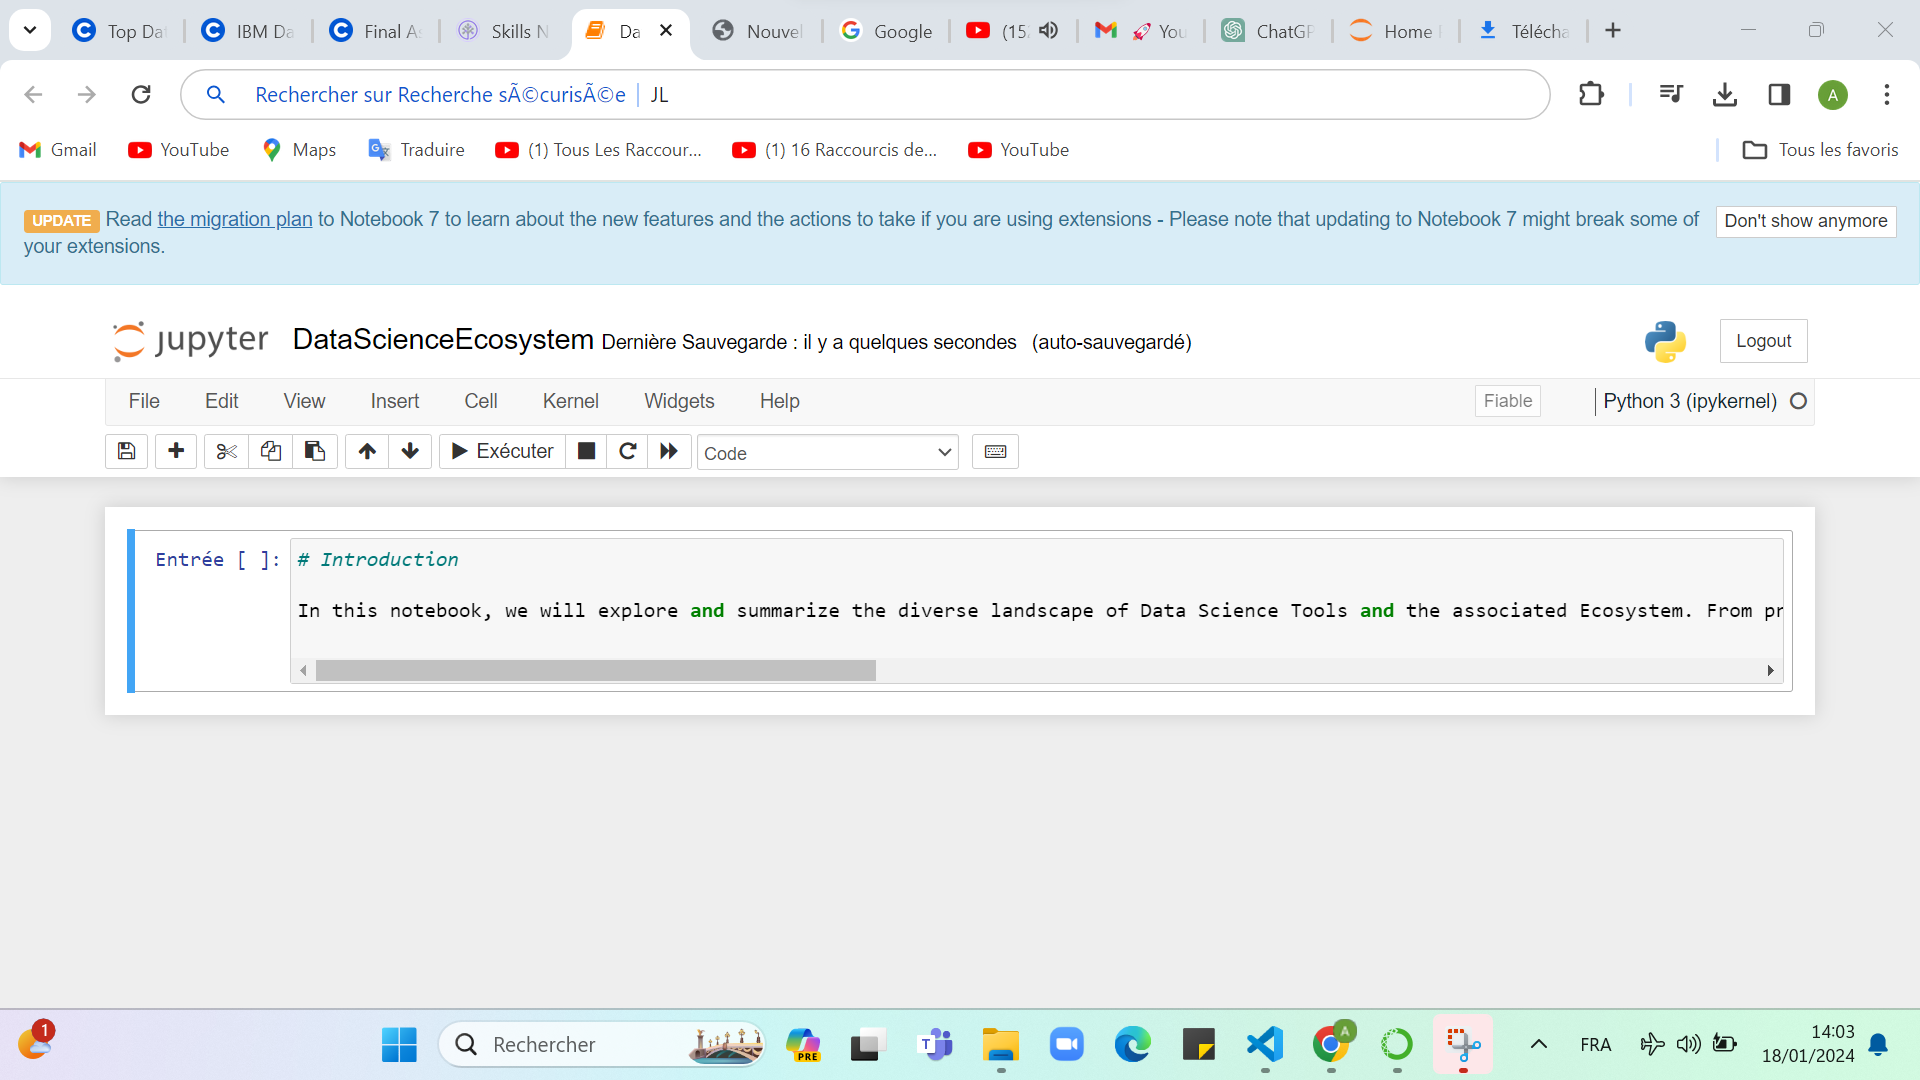 Top Da
IBM Da
Final A
Skills N
Da
Nouvel
Google
(15
You
ChatGP
Home
Télécha
Rechercher sur Recherche sÃ©curisÃ©e | JL
A
Gmail
YouTube
Maps
Traduire
(1) Tous Les Raccour...
(1) 16 Raccourcis de...
YouTube
Tous les favoris
UPDATE Read the migration plan to Notebook 7 to learn about the new features and the actions to take if you are using extensions - Please note that updating to Notebook 7 might break some of
your extensions.
Don't show anymore
jupyter DataScienceEcosystem Dernière Sauvegarde : il y a quelques secondes (auto-sauvegardé)
Logout
File Edit View Insert Cell Kernel Widgets Help
Fiable
Python 3 (ipykernel)
Exécuter
Code
Entrée [ ]:
# Introduction
In this notebook, we will explore and summarize the diverse landscape of Data Science Tools and the associated Ecosystem. From pr
1
Rechercher
PRE
T
A
FRA
14:03
18/01/2024